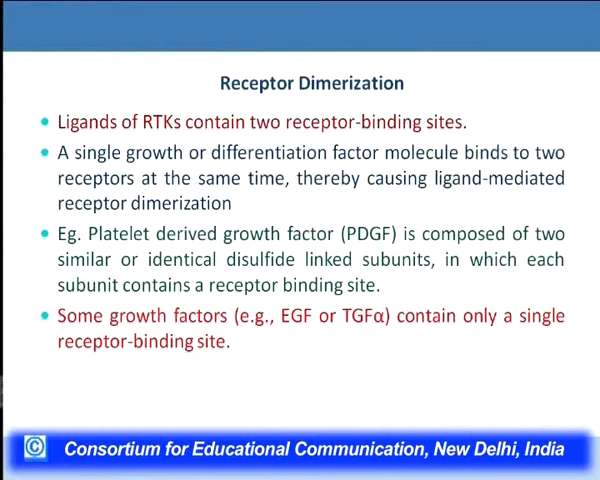 Receptor Dimerization
Ligands of RTKs contain two receptor-binding sites.
A single growth or differentiation factor molecule binds to two
receptors at the same time, thereby causing ligand-mediated
receptor dimerization
Eg. Platelet derived growth factor (PDGF) is composed of two
similar or identical disulfide linked subunits, in which each
subunit contains a receptor binding site.
Some growth factors (e.g., EGF or TGFα) contain only a single
receptor-binding site.
© Consortium for Educational Communication, New Delhi, India